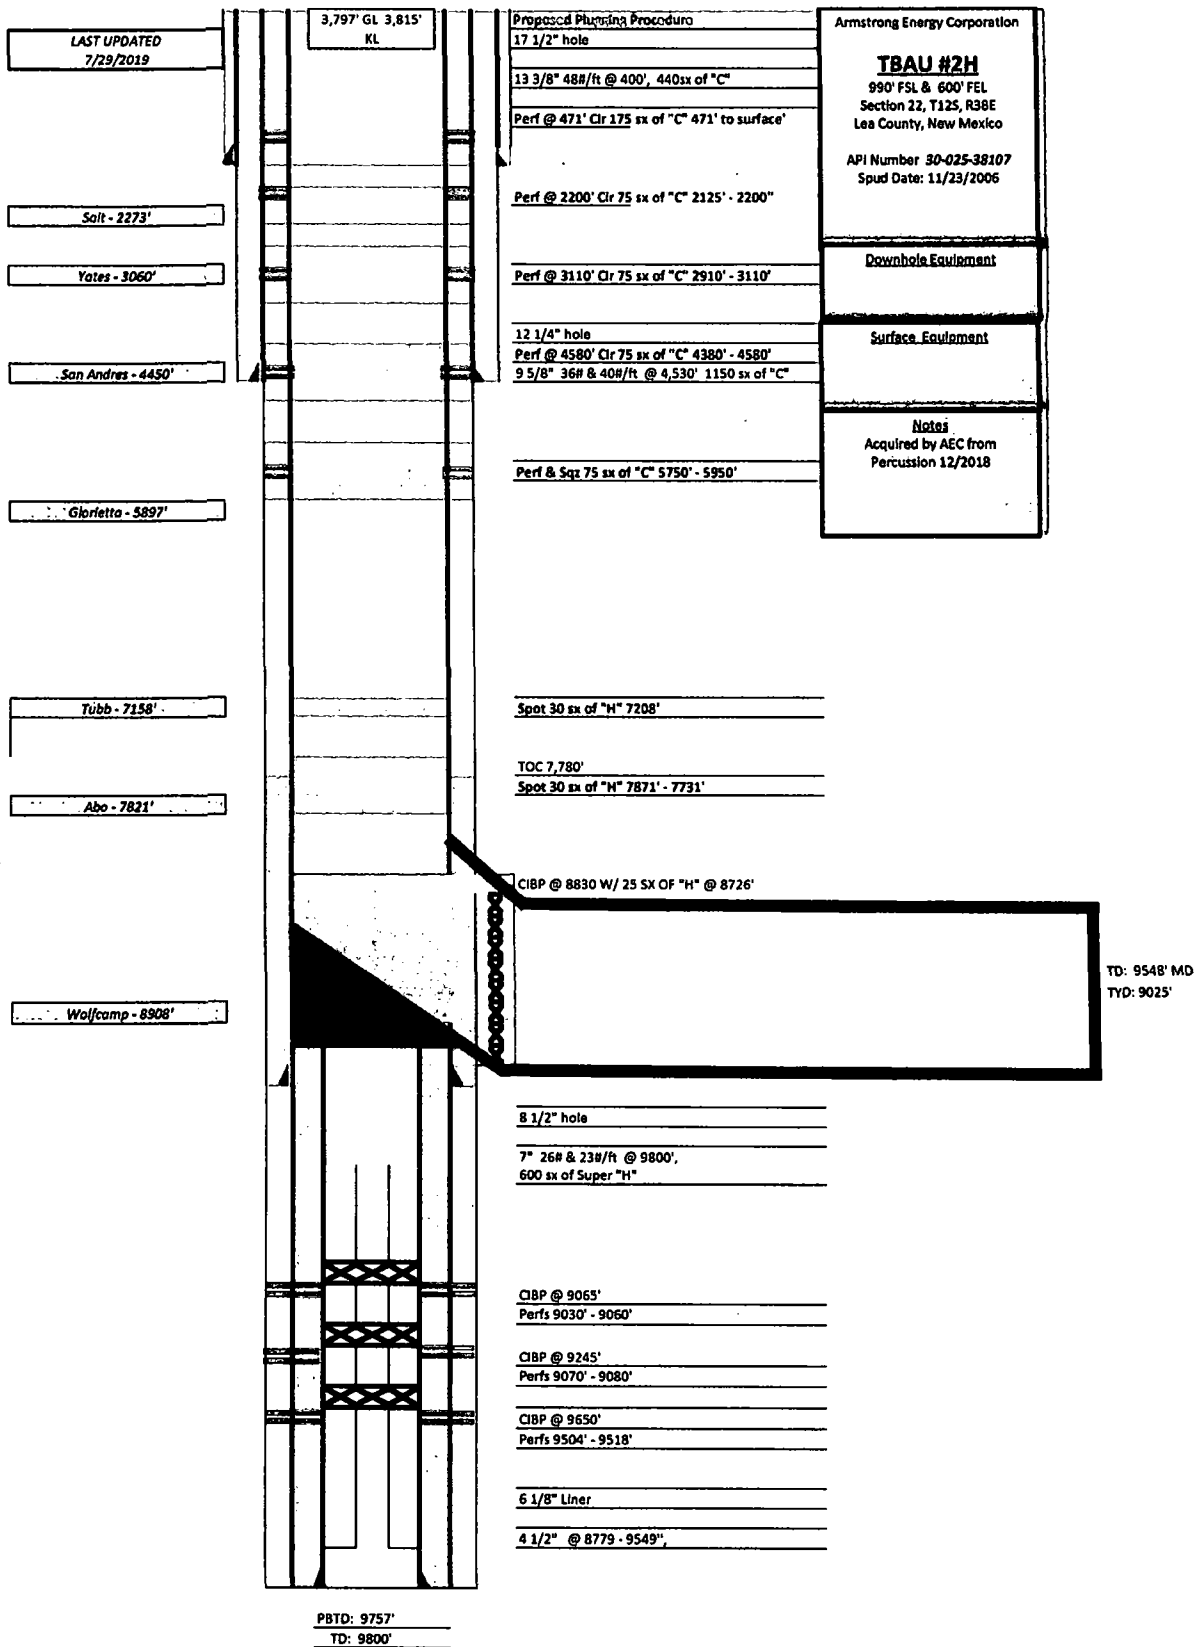 LAST UPDATED
7/29/2019
3,797' GL 3,815'
KL
Proposed Plugging Procedure
17 1/2" hole
13 3/8" 48#/ft @ 400', 440sx of "C"
Perf @ 471' Cir 175 sx of "C" 471' to surface'
Perf @ 2200' Cir 75 sx of "C" 2125' - 2200"
Salt - 2273'
Yates - 3060'
Perf @ 3110' Cir 75 sx of "C" 2910' - 3110'
12 1/4" hole
Perf @ 4580' Cir 75 sx of "C" 4380' - 4580'
San Andres - 4450'
9 5/8" 36# & 40#/ft @ 4,530' 1150 sx of "C"
Perf & Sqz 75 sx of "C" 5750' - 5950'
Glorietta - 5897'
Armstrong Energy Corporation
TBAU #2H
990' FSL & 600' FEL
Section 22, T12S, R38E
Lea County, New Mexico
API Number 30-025-38107
Spud Date: 11/23/2006
Downhole Equipment
Surface Equipment
Notes
Acquired by AEC from
Percussion 12/2018
Tubb - 7158'
Spot 30 sx of "H" 7208'
TOC 7,780'
Spot 30 sx of "H" 7871' - 7731'
Abo - 7821'
CIBP @ 8830 W/ 25 SX OF "H" @ 8726'
TD: 9548' MD
TYD: 9025'
Wolfcamp - 8908'
8 1/2" hole
7" 26# & 23#/ft @ 9800',
600 sx of Super "H"
CIBP @ 9065'
Perfs 9030' - 9060'
CIBP @ 9245'
Perfs 9070' - 9080'
CIBP @ 9650'
Perfs 9504' - 9518'
6 1/8" Liner
4 1/2" @ 8779 - 9549",
PBTD: 9757'
TD: 9800'